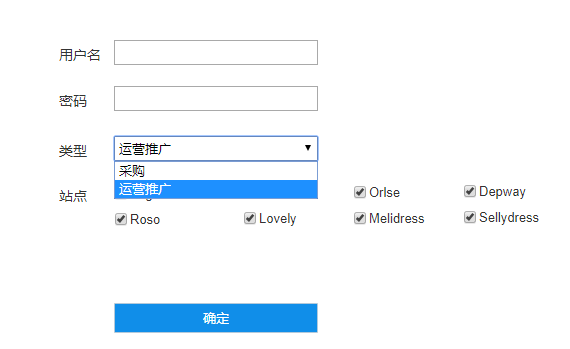 用户名
密码
类型 运营推广
采购
运营推广
站点 Orlse Depway
Roso Lovely Melidress Sellydress
确定